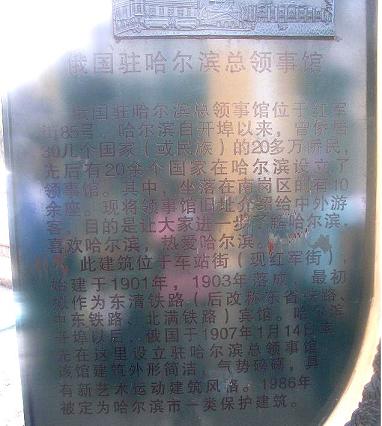 俄国驻哈尔滨总领事馆
俄国驻哈尔滨总领事馆位于红军
街85号。哈尔滨自开埠以来，曾侨居
30几个国家（或民族）的20多万侨民，
先后有20余个国家在哈尔滨设立了
领事馆。其中，坐落在南岗区的有10
余座。现将领事馆旧址介绍给中外游
客，目的是让大家进一步了解哈尔滨，
喜欢哈尔滨，热爱哈尔滨。
此建筑位于车站街（现红军街），
始建于1901年，1903年落成，最初
作为东清铁路（后改称东省铁路、
中东铁路、北满铁路）宾馆。哈尔滨
开埠以后，俄国于1907年1月14日率
先在这里设立驻哈尔滨总领事馆
该馆建筑外形简洁，气势磅礴，具
有新艺术运动建筑风格。1986年
被定为哈尔滨市一类保护建筑。